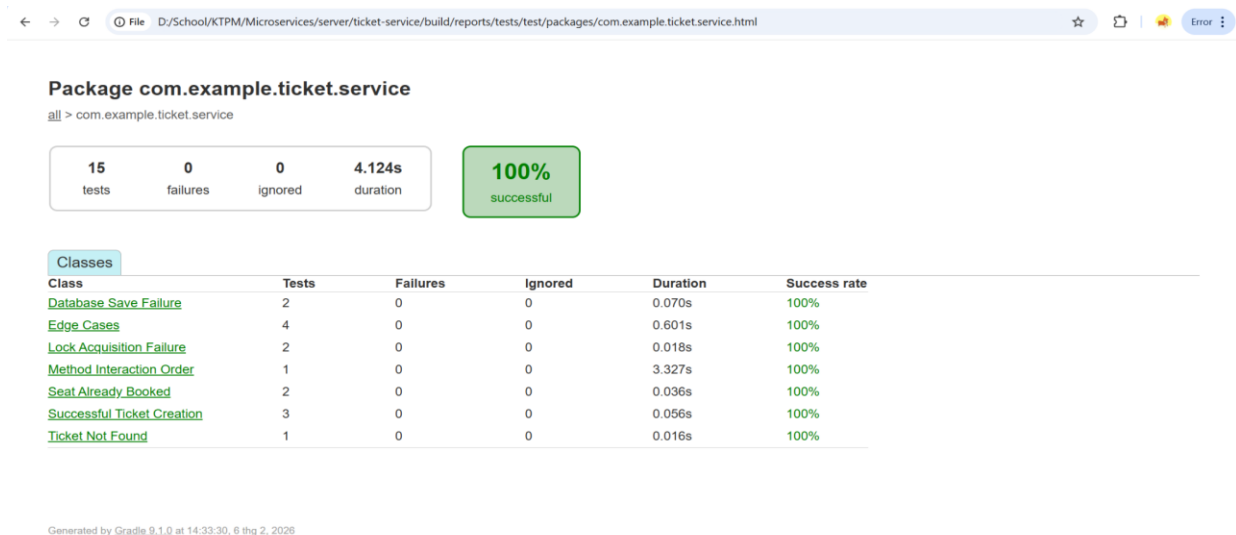 File D:/School/KTPM/Microservices/server/ticket-service/build/reports/tests/test/packages/com.example.ticket.service.html Error
Package com.example.ticket.service
all > com.example.ticket.service
15 0 0 4.124s
tests failures ignored duration
100%
successful
Classes
Class Tests Failures Ignored Duration Success rate
Database Save Failure 2 0 0 0.070s 100%
Edge Cases 4 0 0 0.601s 100%
Lock Acquisition Failure 2 0 0 0.018s 100%
Method Interaction Order 1 0 0 3.327s 100%
Seat Already Booked 2 0 0 0.036s 100%
Successful Ticket Creation 3 0 0 0.056s 100%
Ticket Not Found 1 0 0 0.016s 100%
Generated by Gradle 9.1.0 at 14:33:30, 6 thg 2, 2026